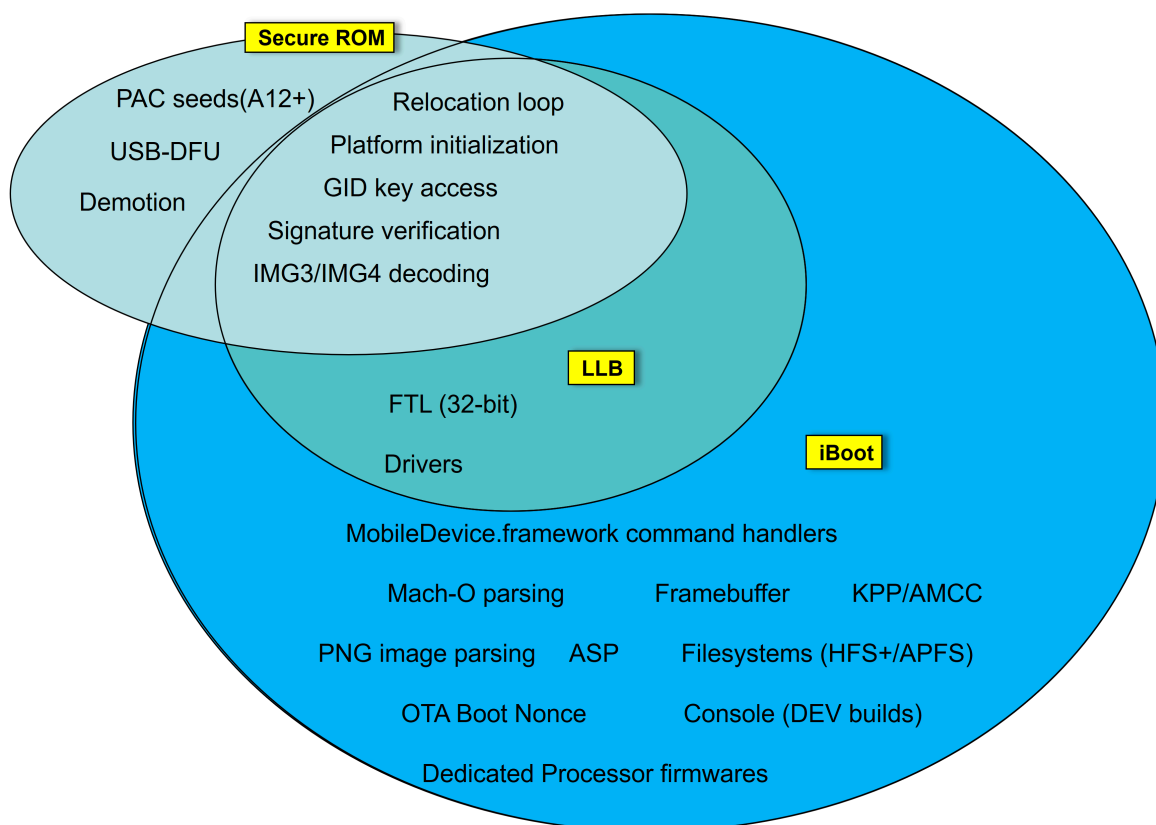 Secure ROM
PAC seeds(A12+)
Relocation loop
USB-DFU
Platform initialization
Demotion
GID key access
Signature verification
IMG3/IMG4 decoding
LLB
FTL (32-bit)
iBoot
Drivers
MobileDevice.framework command handlers
Mach-O parsing
Framebuffer
KPP/AMCC
PNG image parsing
ASP
Filesystems (HFS+/APFS)
OTA Boot Nonce
Console (DEV builds)
Dedicated Processor firmwares